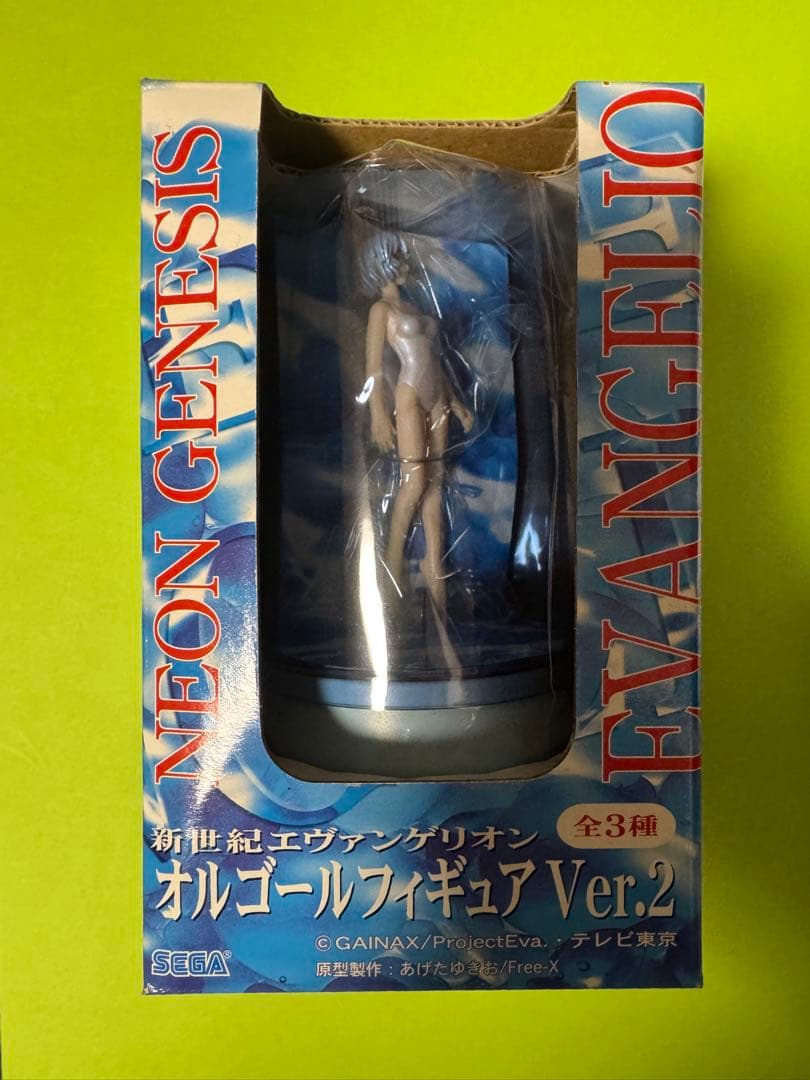 NEON GENESIS
EVANGELIO
新世紀エヴァンゲリオン
全3種
オルゴールフィギュア Ver.2
©GAINAX/ProjectEva.・テレビ東京
SEGA®
原型製作：あげたゆきお/Free-X